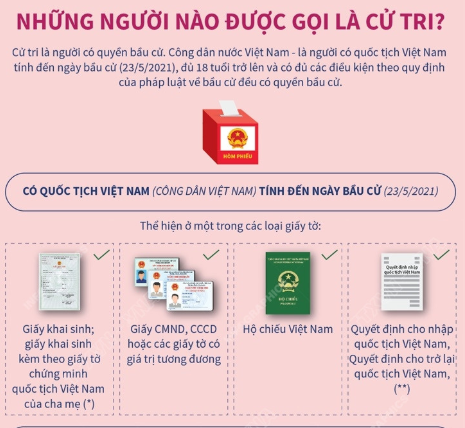 NHỮNG NGƯỜI NÀO ĐƯỢC GỌI LÀ CỬ TRI?
Cử tri là người có quyền bầu cử. Công dân nước Việt Nam - là người có quốc tịch Việt Nam
tính đến ngày bầu cử (23/5/2021), đủ 18 tuổi trở lên và có đủ các điều kiện theo quy định
của pháp luật về bầu cử đều có quyền bầu cử.
HÒM PHIẾU
CÓ QUỐC TỊCH VIỆT NAM (CÔNG DÂN VIỆT NAM) TÍNH ĐẾN NGÀY BẦU CỬ (23/5/2021)
Thể hiện ở một trong các loại giấy tờ:
Giấy khai sinh;
giấy khai sinh
kèm theo giấy tờ
chứng minh
quốc tịch Việt Nam
của cha mẹ (*)
Giấy CMND, CCCD
hoặc các giấy tờ có
giá trị tương đương
HỘ CHIẾU
Hộ chiếu Việt Nam
Quyết định nhập
quốc tịch Việt Nam
Quyết định cho nhập
quốc tịch Việt Nam,
Quyết định cho trở lại
quốc tịch Việt Nam,
(**)